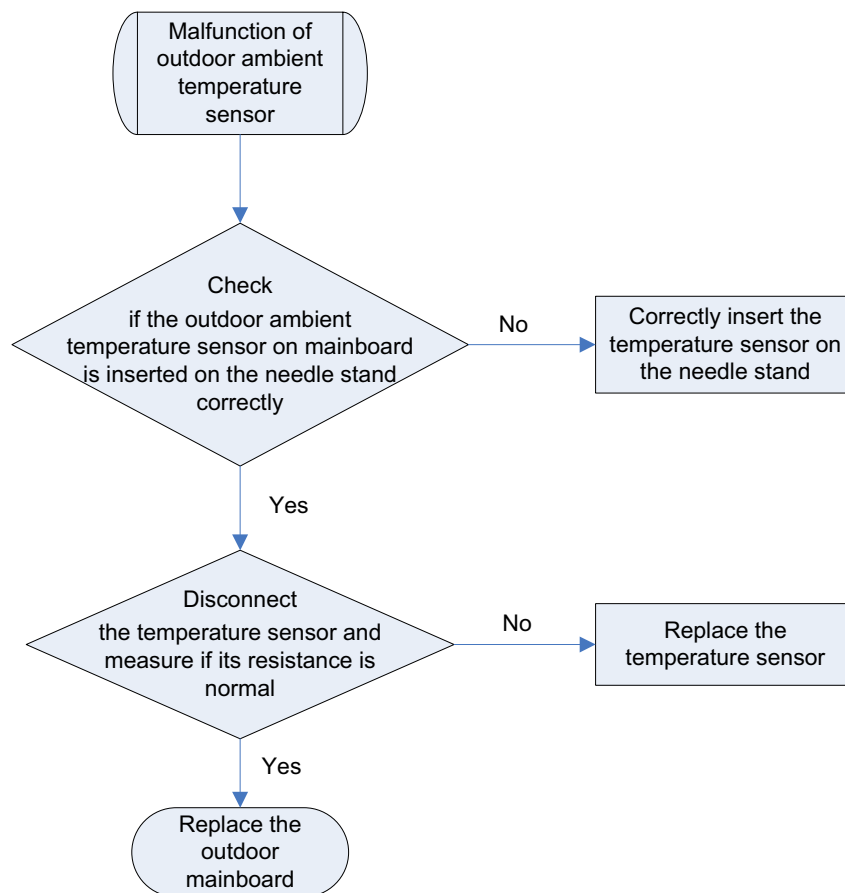 Malfunction of
outdoor ambient
temperature
sensor
Check
if the outdoor ambient
temperature sensor on mainboard
is inserted on the needle stand
correctly
No
Correctly insert the
temperature sensor on
the needle stand
Yes
Disconnect
the temperature sensor and
measure if its resistance is
normal
No
Replace the
temperature sensor
Yes
Replace the
outdoor
mainboard